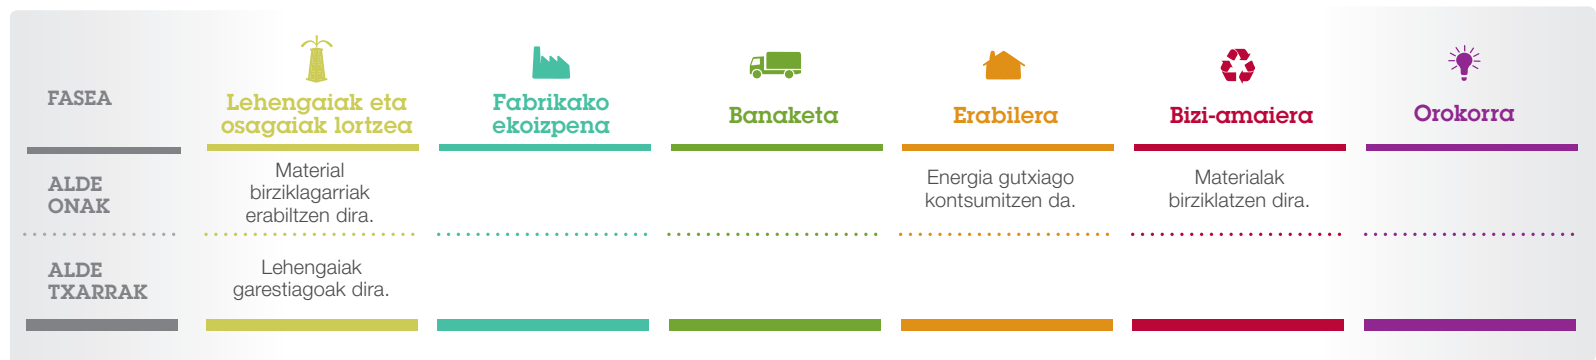 FASEA
Lehengaiak eta
osagaiak lortzea
Fabrikako
ekoizpena
Banaketa
Erabilera
Bizi-amaiera
Orokorra
ALDE
ONAK
Material
birziklagarriak
erabiltzen dira.
Energia gutxiago
kontsumitzen da.
Materialak
birziklatzen dira.
ALDE
TXARRAK
Lehengaiak
garestiagoak dira.